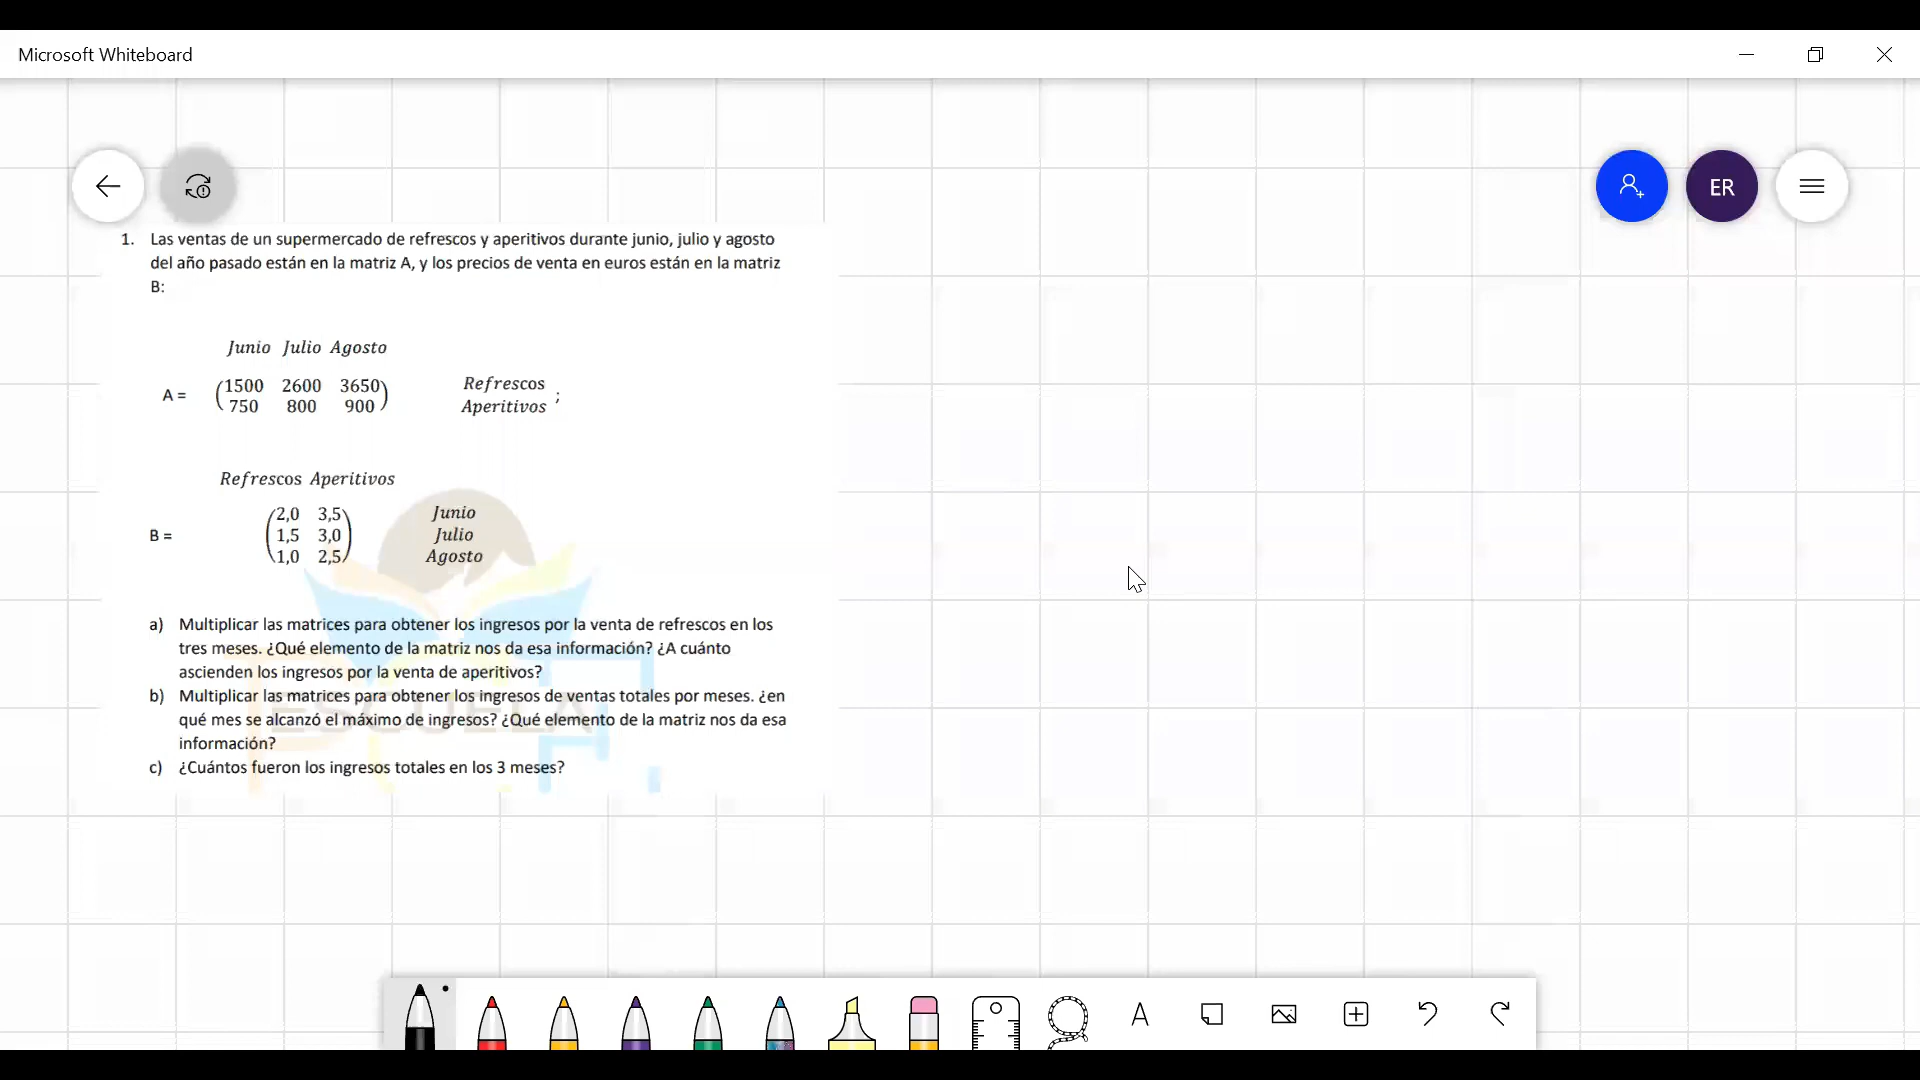 Microsoft Whiteboard
ER
1. Las ventas de un supermercado de refrescos y aperitivos durante junio, julio y agosto
del año pasado están en la matriz A, y los precios de venta en euros están en la matriz
B:
Junio Julio Agosto
A = (1500 2600 3650) Refrescos
(750 800 900) Aperitivos ;
Refrescos Aperitivos
(2,0 3,5) Junio
B = (1,5 3,0) Julio
(1,0 2,5) Agosto
a) Multiplicar las matrices para obtener los ingresos por la venta de refrescos en los
tres meses. ¿Qué elemento de la matriz nos da esa información? ¿A cuánto
ascienden los ingresos por la venta de aperitivos?
b) Multiplicar las matrices para obtener los ingresos de ventas totales por meses. ¿en
qué mes se alcanzó el máximo de ingresos? ¿Qué elemento de la matriz nos da esa
información?
c) ¿Cuántos fueron los ingresos totales en los 3 meses?
ESCUELA
A